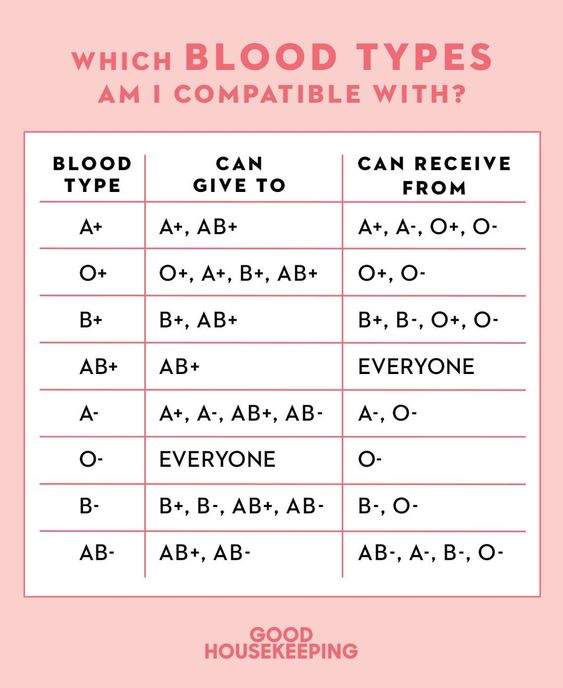 WHICH BLOOD TYPES
AM I COMPATIBLE WITH?
BLOOD TYPE CAN GIVE TO CAN RECEIVE FROM
A+ A+, AB+ A+, A-, O+, O-
O+ O+, A+, B+, AB+ O+, O-
B+ B+, AB+ B+, B-, O+, O-
AB+ AB+ EVERYONE
A- A+, A-, AB+, AB- A-, O-
O- EVERYONE O-
B- B+, B-, AB+, AB- B-, O-
AB- AB+, AB- AB-, A-, B-, O-
GOOD
HOUSEKEEPING